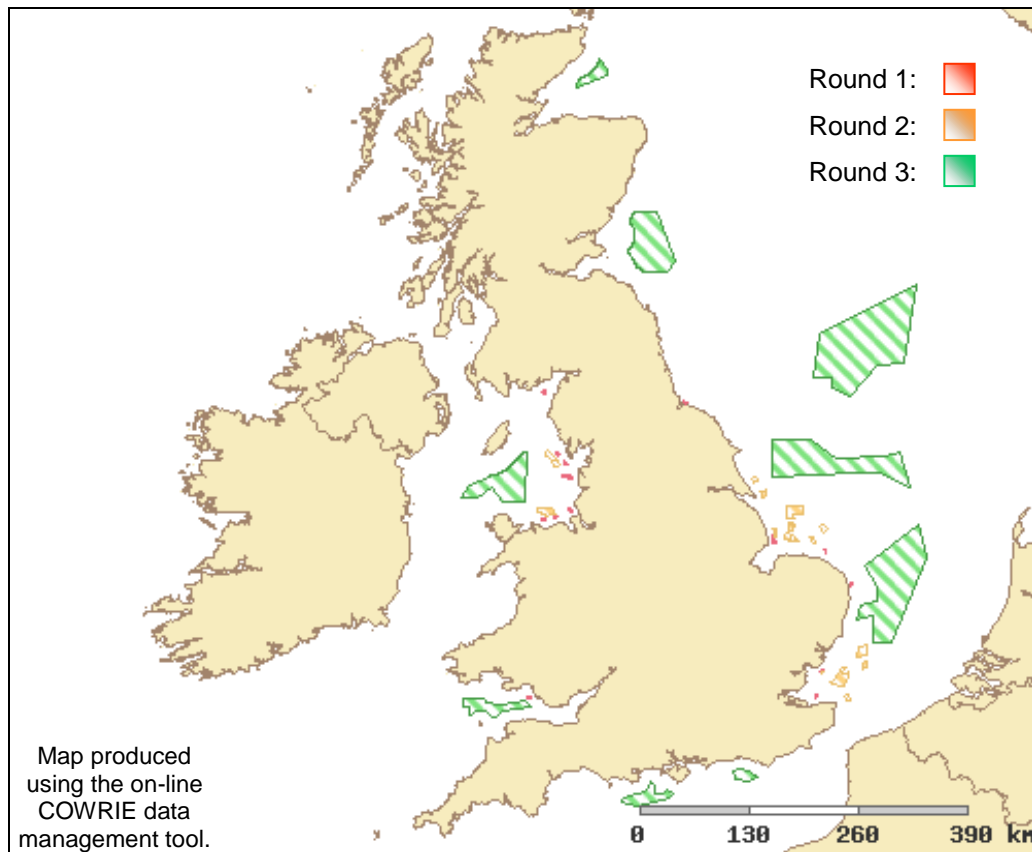 Round 1:
Round 2:
Round 3:
Map produced
using the on-line
COWRIE data
management tool.
0 130 260 390 km